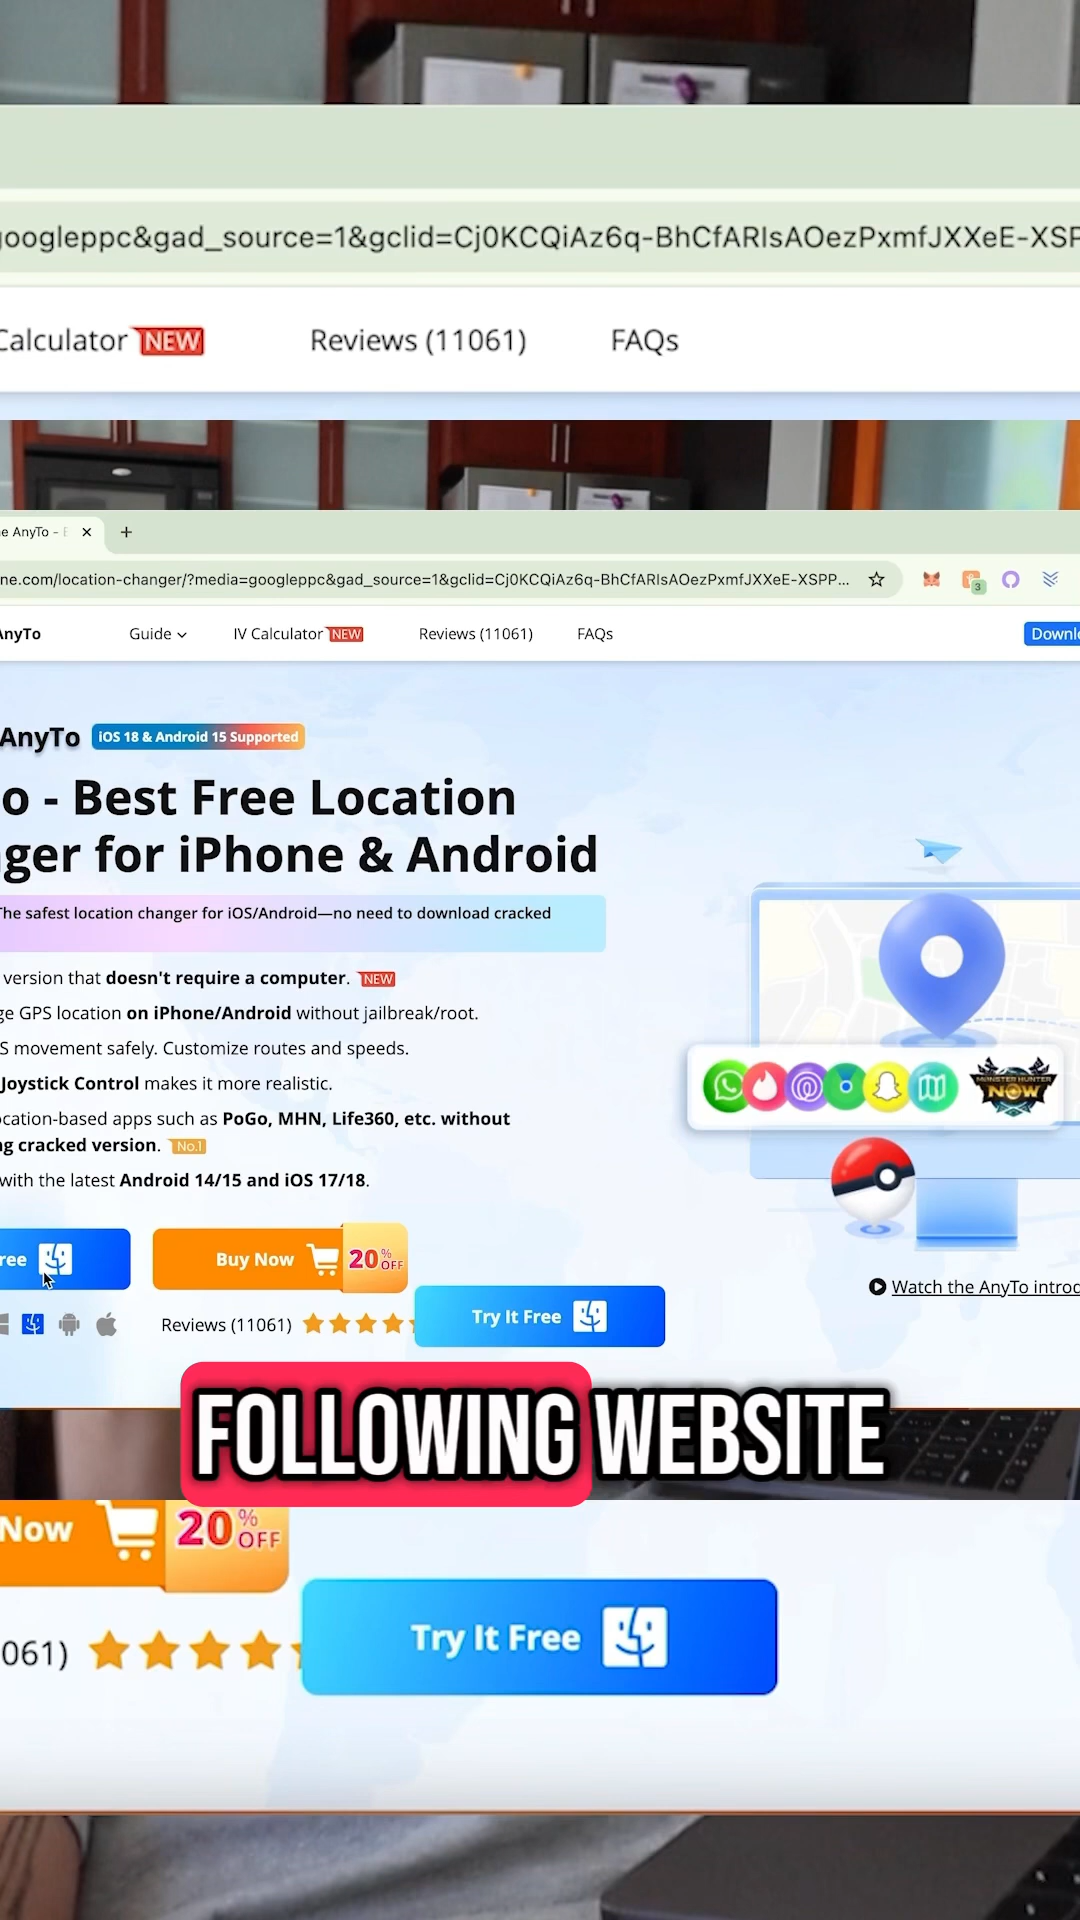 googleppc&gad_source=1&gclid=Cj0KCQiAz6q-BhCfARIsAOezPxmfJXXeE-XSP
Calculator NEW Reviews (11061) FAQs
e AnyTo -
ne.com/location-changer/?media=googleppc&gad_source=1&gclid=Cj0KCQiAz6q-BhCfARIsAOezPxmfJXXeE-XSPP...
3
AnyTo Guide IV Calculator NEW Reviews (11061) FAQs Downl
AnyTo iOS 18 & Android 15 Supported
o - Best Free Location
ger for iPhone & Android
The safest location changer for iOS/Android—no need to download cracked
version that doesn't require a computer. NEW
ge GPS location on iPhone/Android without jailbreak/root.
S movement safely. Customize routes and speeds.
Joystick Control makes it more realistic.
ocation-based apps such as PoGo, MHN, Life360, etc. without
ng cracked version. No.1
with the latest Android 14/15 and iOS 17/18.
MONSTER HUNTER
NOW
ree Buy Now 20% OFF
Watch the AnyTo introd
Reviews (11061) Try It Free
FOLLOWING WEBSITE
Now 20% OFF
061) Try It Free